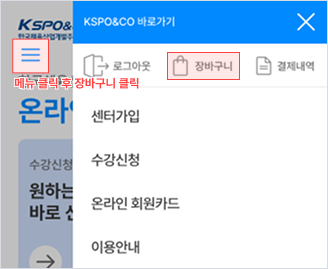 KSPO&CO
한국체육산업개발주
KSPO&CO 바로가기
로그아웃
장바구니
결제내역
메뉴 클릭 후 장바구니 클릭
온라인
센터가입
수강신청
수강신청
원하는
바로 신
온라인 회원카드
이용안내